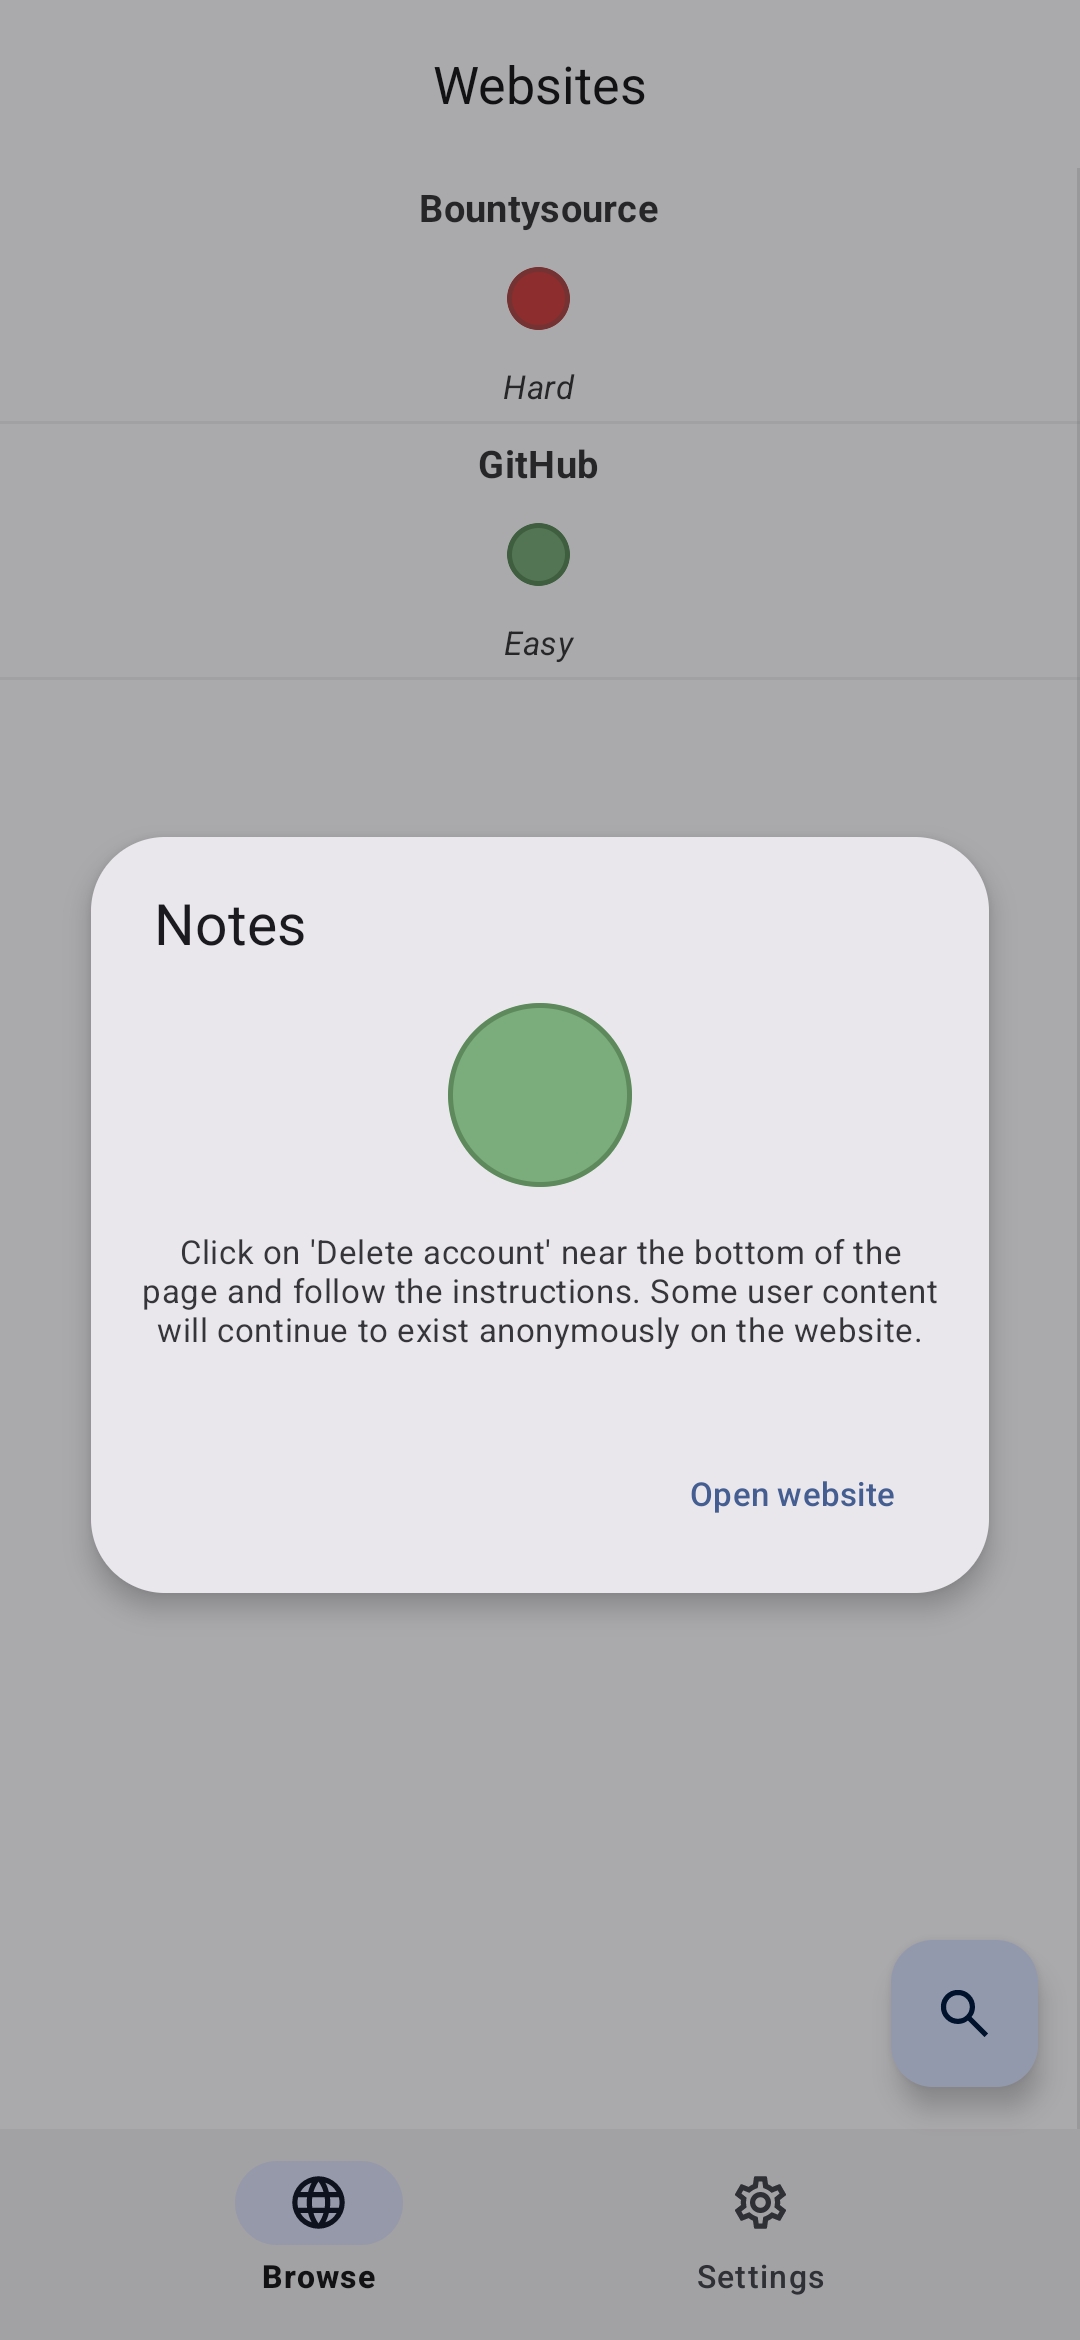 Websites
Bountysource
Hard
GitHub
Easy
Notes
Click on 'Delete account' near the bottom of the
page and follow the instructions. Some user content
will continue to exist anonymously on the website.
Open website
Browse
Settings